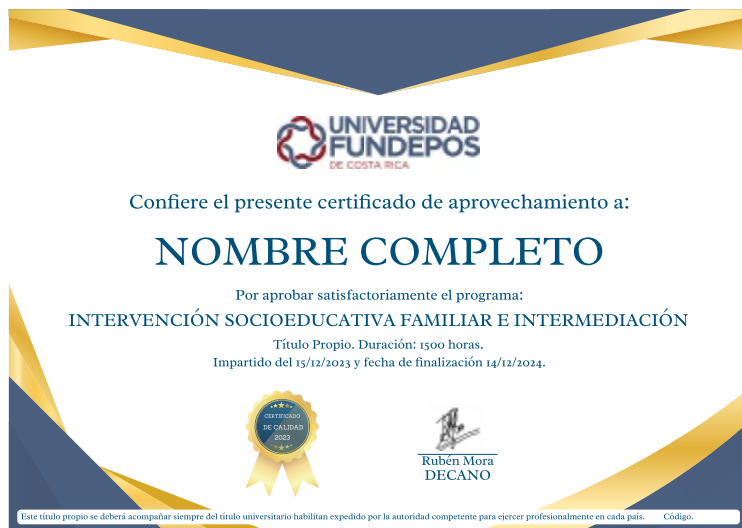 UNIVERSIDAD
FUNDEPOS
DE COSTA RICA
Confiere el presente certificado de aprovechamiento a:
NOMBRE COMPLETO
Por aprobar satisfactoriamente el programa:
INTERVENCIÓN SOCIOEDUCATIVA FAMILIAR E INTERMEDIACIÓN
Título Propio. Duración: 1500 horas.
Impartido del 15/12/2023 y fecha de finalización 14/12/2024.
CERTIFICADO
DE CALIDAD
2023
Rubén Mora
DECANO
Este título propio se deberá acompañar siempre del título universitario habilitan expedido por la autoridad competente para ejercer profesionalmente en cada país. Código.